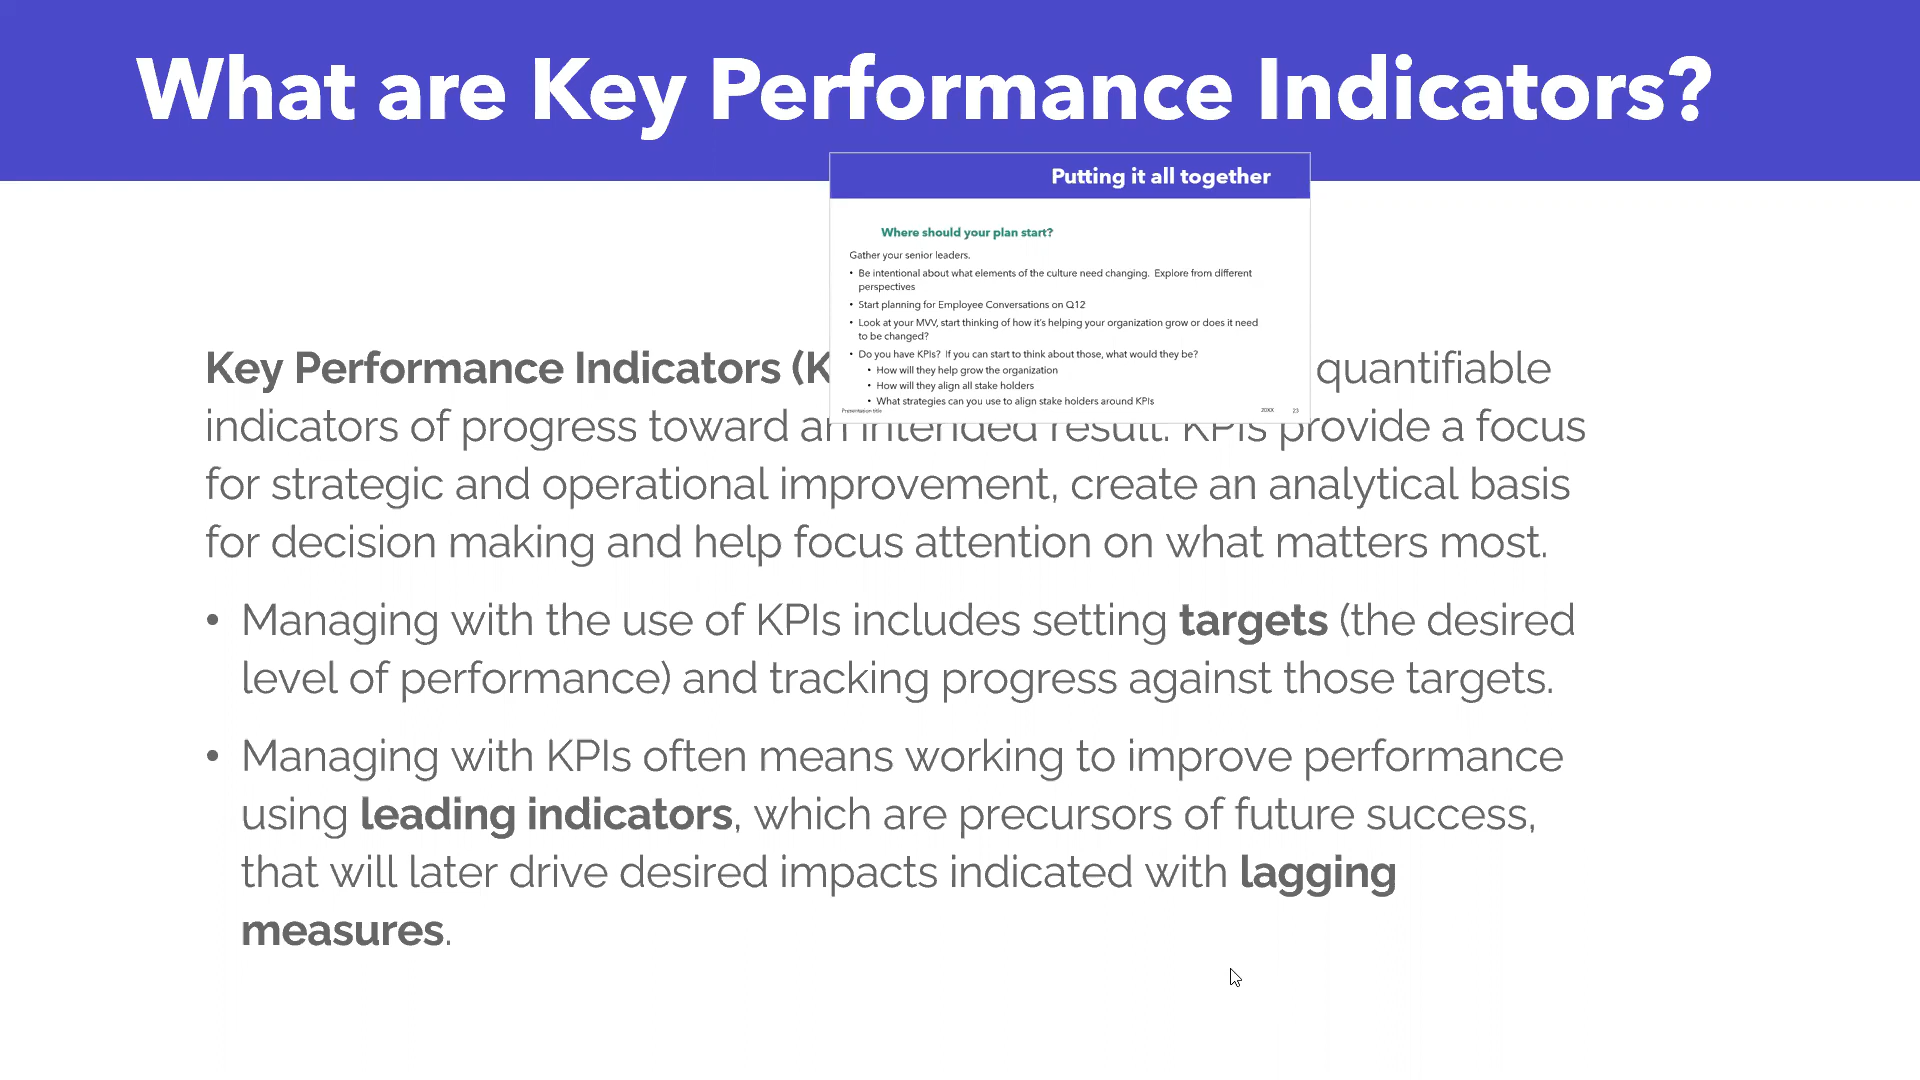 What are Key Performance Indicators?
Putting it all together
Where should your plan start?
Gather your senior leaders.
• Be intentional about what elements of the culture need changing. Explore from different
perspectives
• Start planning for Employee Conversations on Q12
• Look at your MVV, start thinking of how it's helping your organization grow or does it need
to be changed?
• Do you have KPIs? If you can start to think about those, what would they be?
• How will they help grow the organization
• How will they align all stake holders
• What strategies can you use to align stake holders around KPIs
Presentation title 20XX 23
Key Performance Indicators (K quantifiable
indicators of progress toward an intended result. KPIs provide a focus
for strategic and operational improvement, create an analytical basis
for decision making and help focus attention on what matters most.
• Managing with the use of KPIs includes setting targets (the desired
level of performance) and tracking progress against those targets.
• Managing with KPIs often means working to improve performance
using leading indicators, which are precursors of future success,
that will later drive desired impacts indicated with lagging
measures.